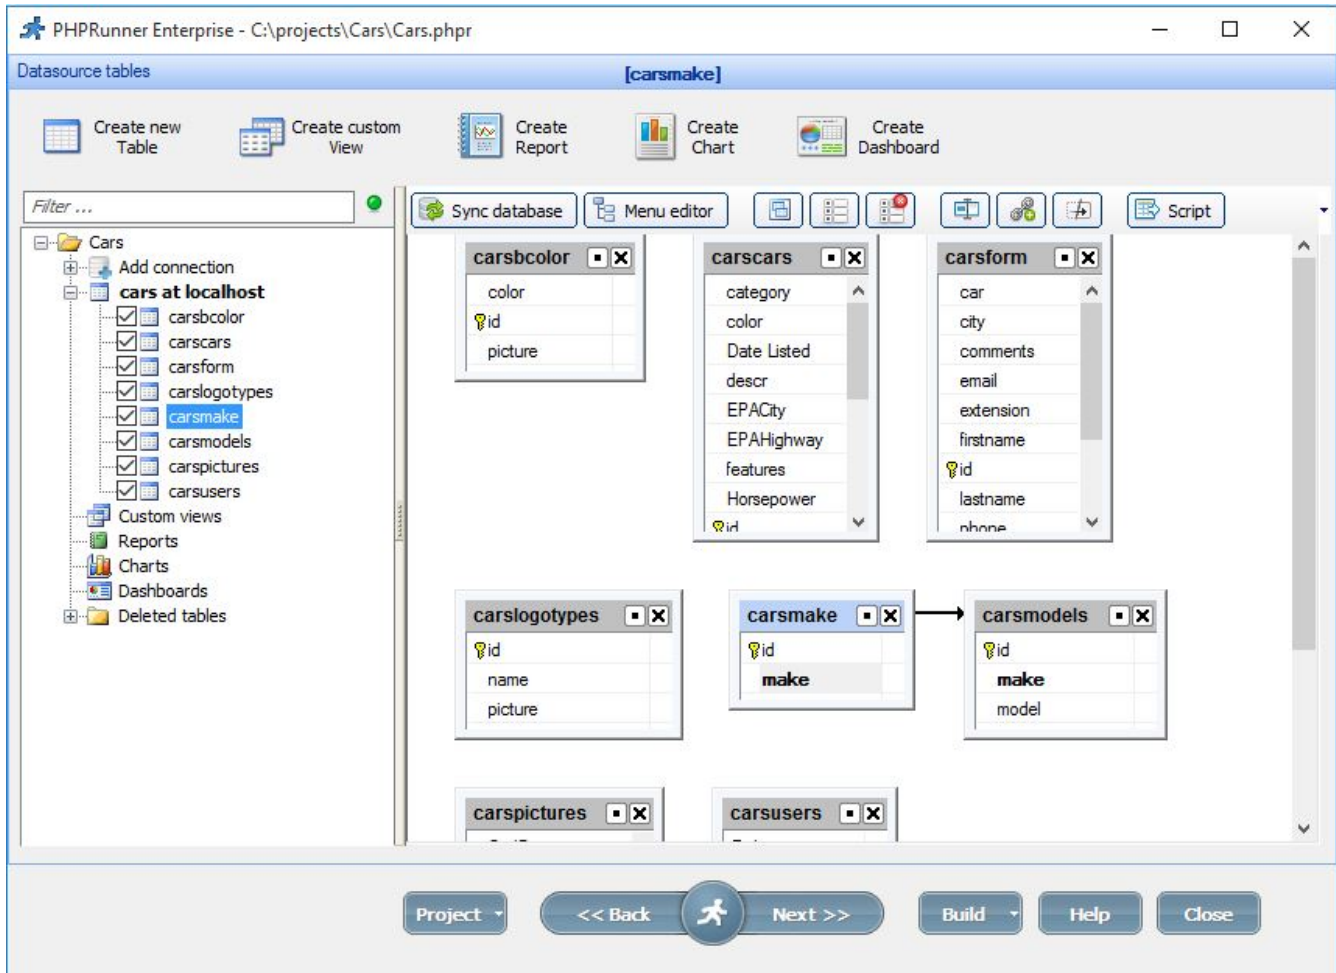 PHPRunner Enterprise - C:\projects\Cars\Cars.phpr
Datasource tables
[carsmake]
Create new
Table
Create custom
View
Create
Report
Create
Chart
Create
Dashboard
Filter ...
Sync database
Menu editor
Script
Cars
Add connection
cars at localhost
carsbcolor
carscars
carsform
carslogotypes
carsmake
carsmodels
carspictures
carsusers
Custom views
Reports
Charts
Dashboards
Deleted tables
carsbcolor
color
id
picture
carscars
category
color
Date Listed
descr
EPACity
EPAHighway
features
Horsepower
id
carsform
car
city
comments
email
extension
firstname
id
lastname
phone
carslogotypes
id
name
picture
carsmake
id
make
carsmodels
id
make
model
carspictures
carsusers
Project
<< Back
Next >>
Build
Help
Close